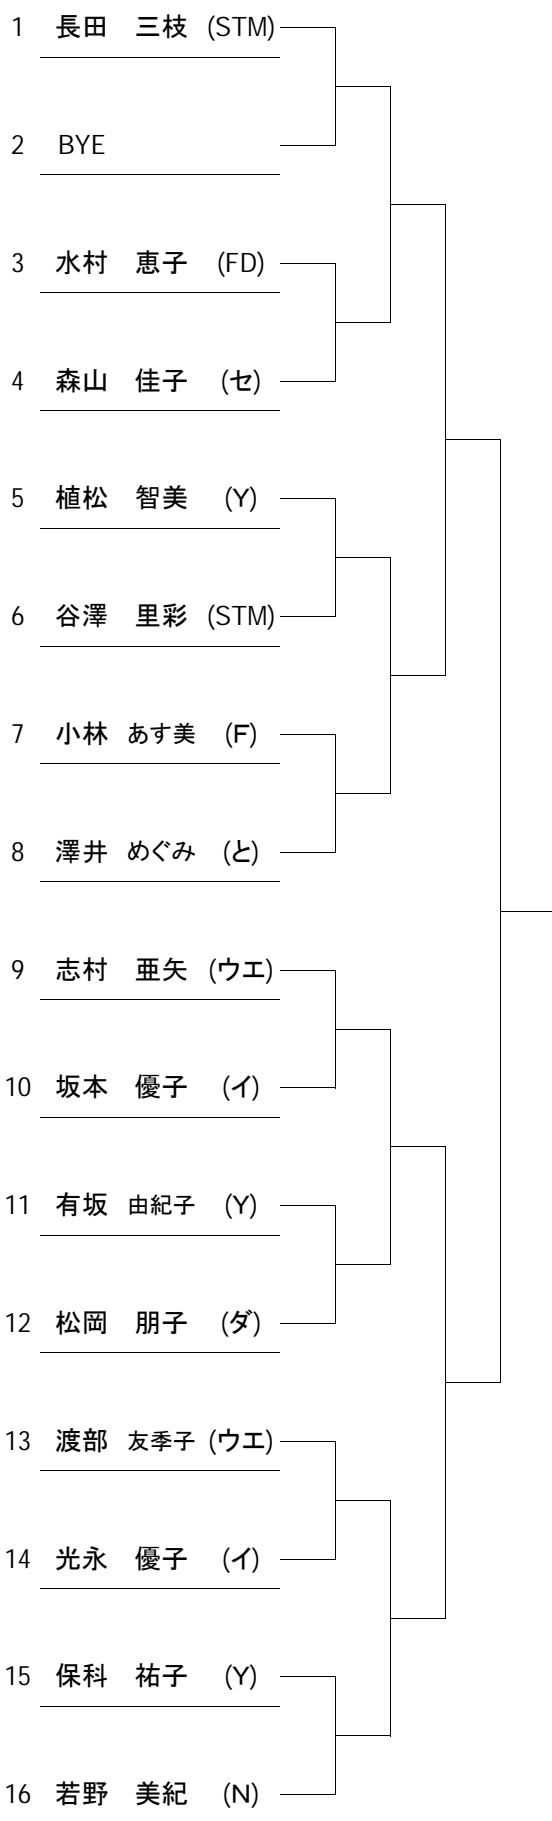 1 長田 三枝 (STM)
2 BYE
3 水村 恵子 (FD)
4 森山 佳子 (セ)
5 植松 智美 (Y)
6 谷澤 里彩 (STM)
7 小林 あす美 (F)
8 澤井 めぐみ (と)
9 志村 亜矢 (ウエ)
10 坂本 優子 (イ)
11 有坂 由紀子 (Y)
12 松岡 朋子 (ダ)
13 渡部 友季子 (ウエ)
14 光永 優子 (イ)
15 保科 祐子 (Y)
16 若野 美紀 (N)